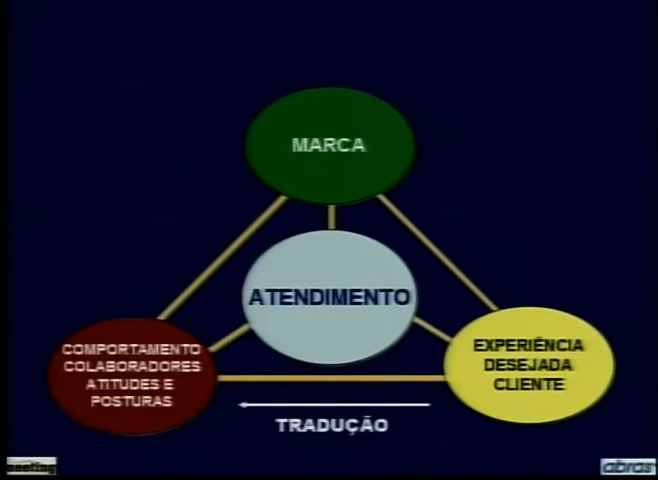 MARCA
ATENDIMENTO
COMPORTAMENTO
COLABORADORES
ATITUDES E
POSTURAS
EXPERIÊNCIA
DESEJADA
CLIENTE
TRADUÇÃO
abras